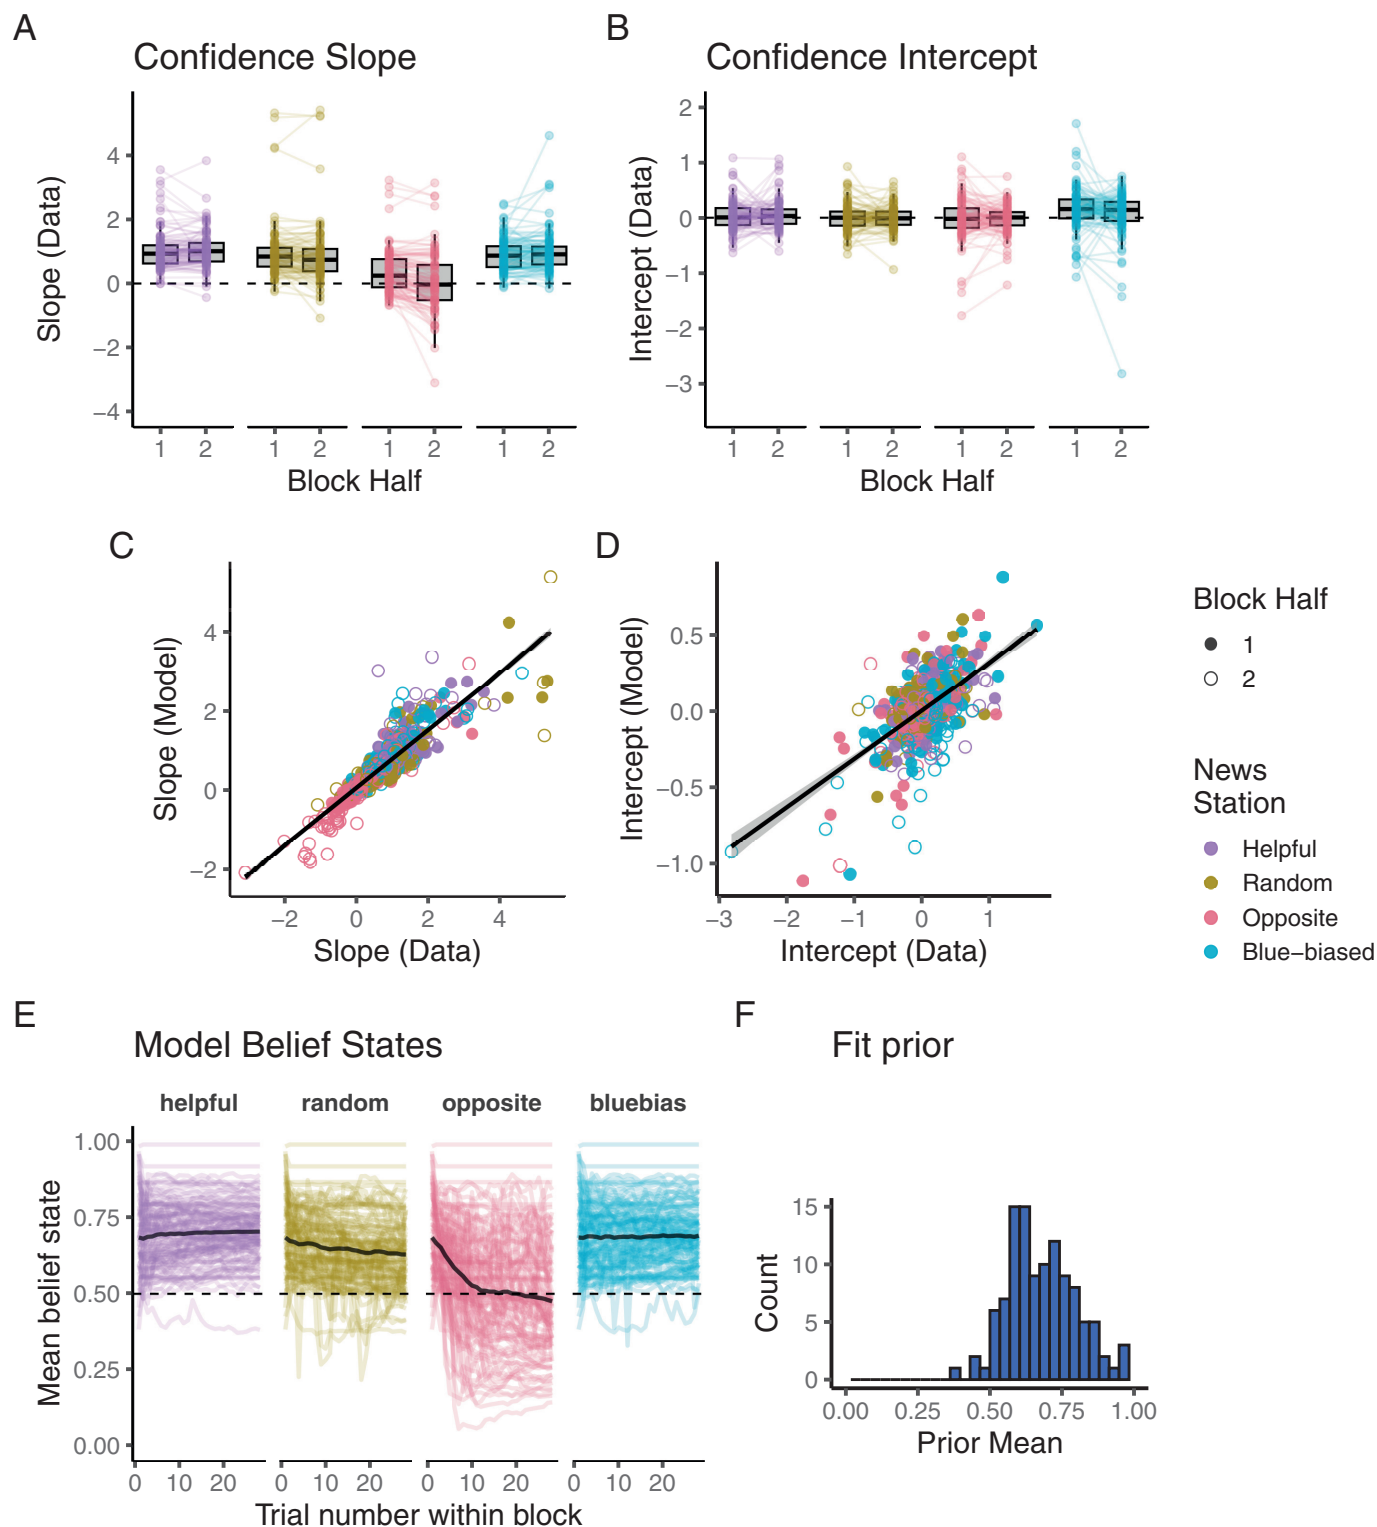 A
Confidence Slope
Slope (Data)
4
2
0
−2
−4
1 2 1 2 1 2 1 2
Block Half
B
Confidence Intercept
Intercept (Data)
2
1
0
−1
−2
−3
1 2 1 2 1 2 1 2
Block Half
C
Slope (Model)
4
2
0
−2
−2 0 2 4
Slope (Data)
D
Intercept (Model)
0.5
0.0
−0.5
−1.0
−3 −2 −1 0 1
Intercept (Data)
Block Half
1
2
News
Station
Helpful
Random
Opposite
Blue−biased
E
Model Belief States
helpful random opposite bluebias
Mean belief state
1.00
0.75
0.50
0.25
0.00
0 10 20 0 10 20 0 10 20 0 10 20
Trial number within block
F
Fit prior
Count
15
10
5
0
0.00 0.25 0.50 0.75 1.00
Prior Mean